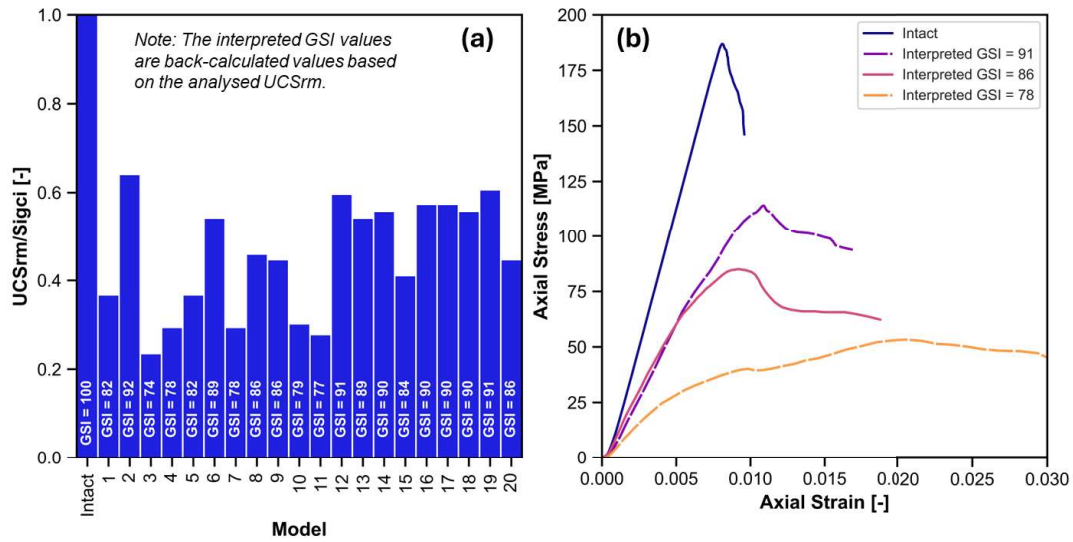 (a)
Note: The interpreted GSI values
are back-calculated values based
on the analysed UCSrm.
UCSrm/Sigci [-]
1.0
0.8
0.6
0.4
0.2
0.0
GSI = 100
GSI = 82
GSI = 92
GSI = 74
GSI = 78
GSI = 82
GSI = 89
GSI = 78
GSI = 86
GSI = 86
GSI = 79
GSI = 77
GSI = 91
GSI = 89
GSI = 90
GSI = 84
GSI = 90
GSI = 90
GSI = 90
GSI = 91
GSI = 86
Intact
1
2
3
4
5
6
7
8
9
10
11
12
13
14
15
16
17
18
19
20
Model
(b)
Intact
Interpreted GSI = 91
Interpreted GSI = 86
Interpreted GSI = 78
Axial Stress [MPa]
200
175
150
125
100
75
50
25
0
0.000 0.005 0.010 0.015 0.020 0.025 0.030
Axial Strain [-]